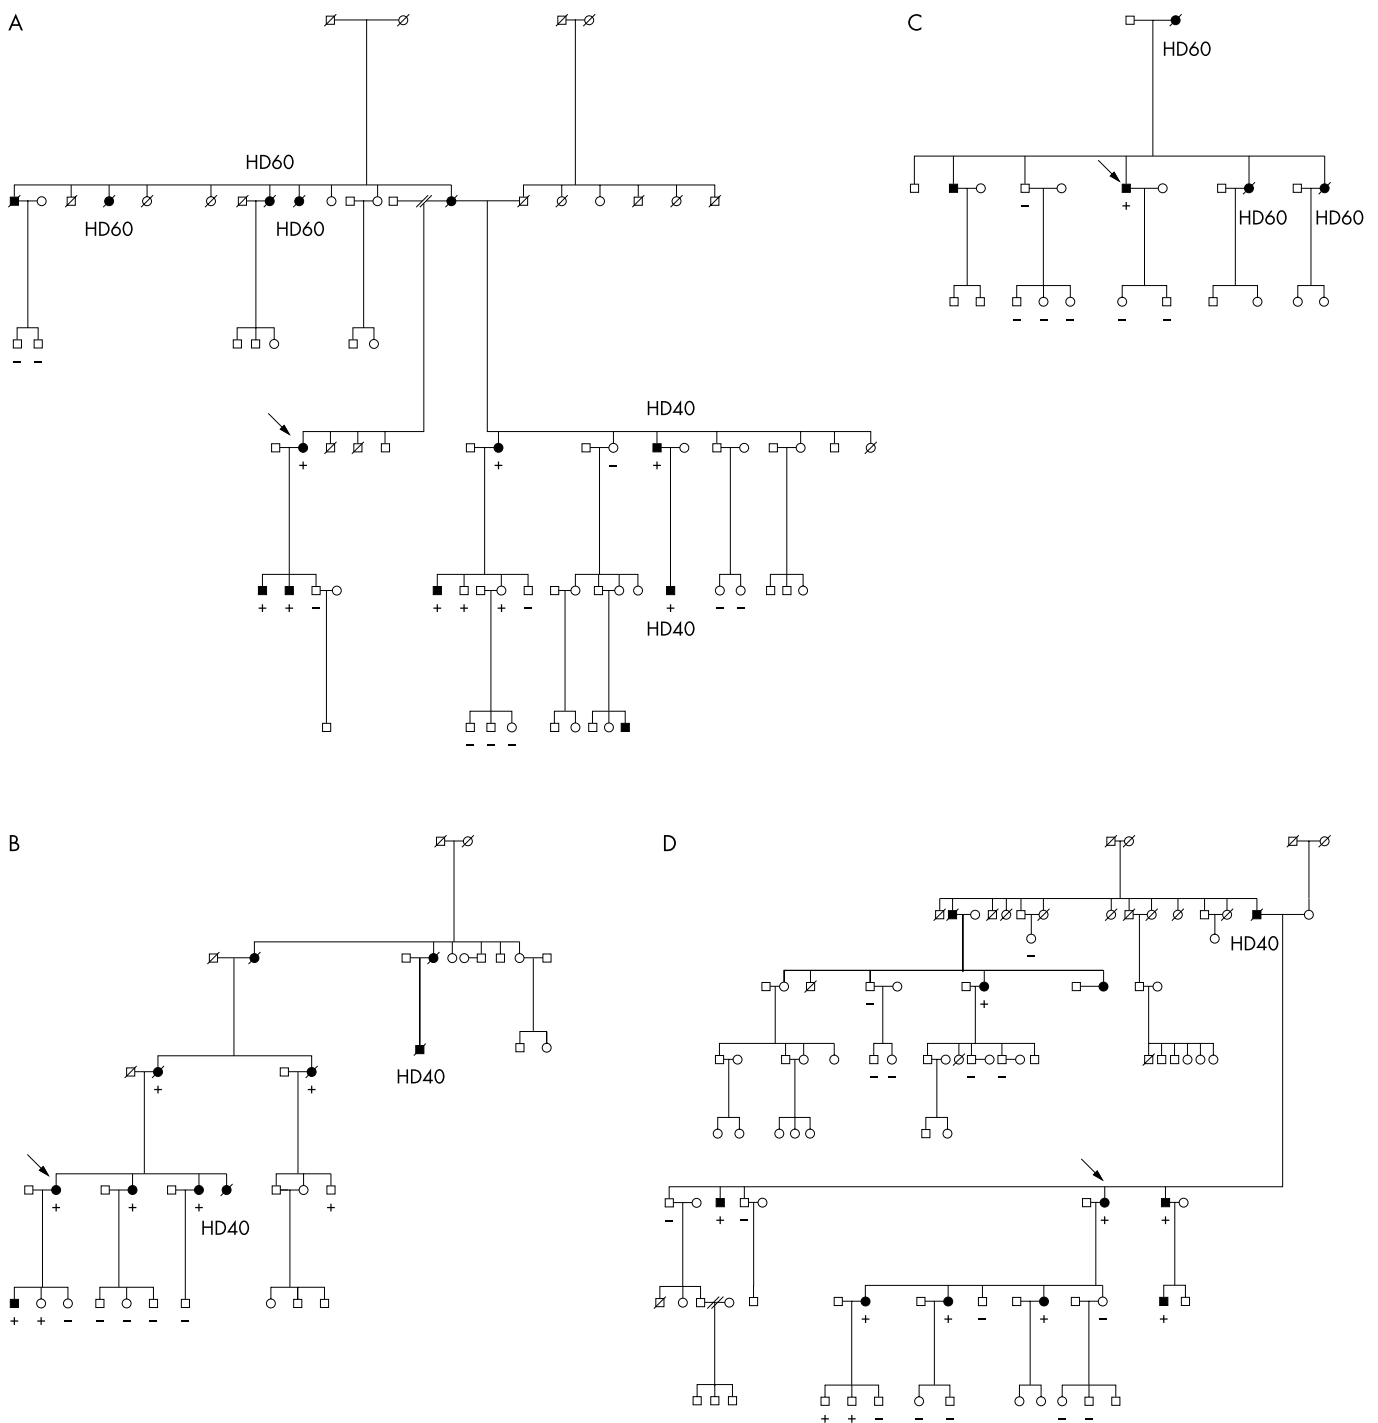 A
C
HD60
HD60
HD60
HD60
HD60
HD60
- -
- - - - -
+
HD40
+
+ - +
+ + - + + + - + - -
HD40
- - -
B
D
HD40
-
- +
HD40
+ + - - - -
- + - + +
+ + + +
HD40
+ + - - - - -
+ + - + - +
+ + - - - - -